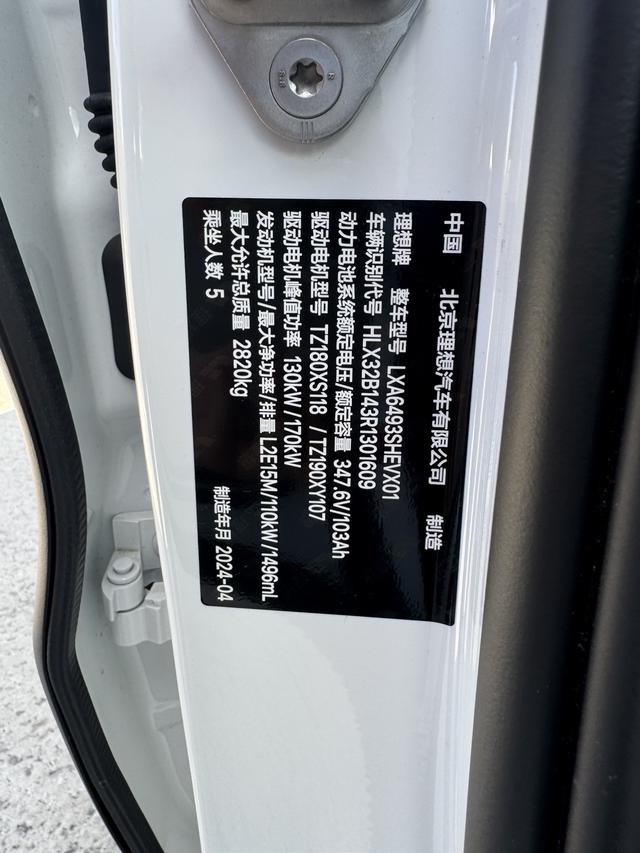 中国 北京理想汽车有限公司 制造
理想牌 整车型号 LXA6493SHEVX01
车辆识别代号 HLX32B143R1301609
动力电池系统额定电压/额定容量 347.6V/103Ah
驱动电机型号 TZ180XS118 / TZ190XY107
驱动电机峰值功率 130kW/170kW
发动机型号/最大净功率/排量 L2E15M/110kW/1496mL
最大允许总质量 2820kg
乘坐人数 5 制造年月 2024-04